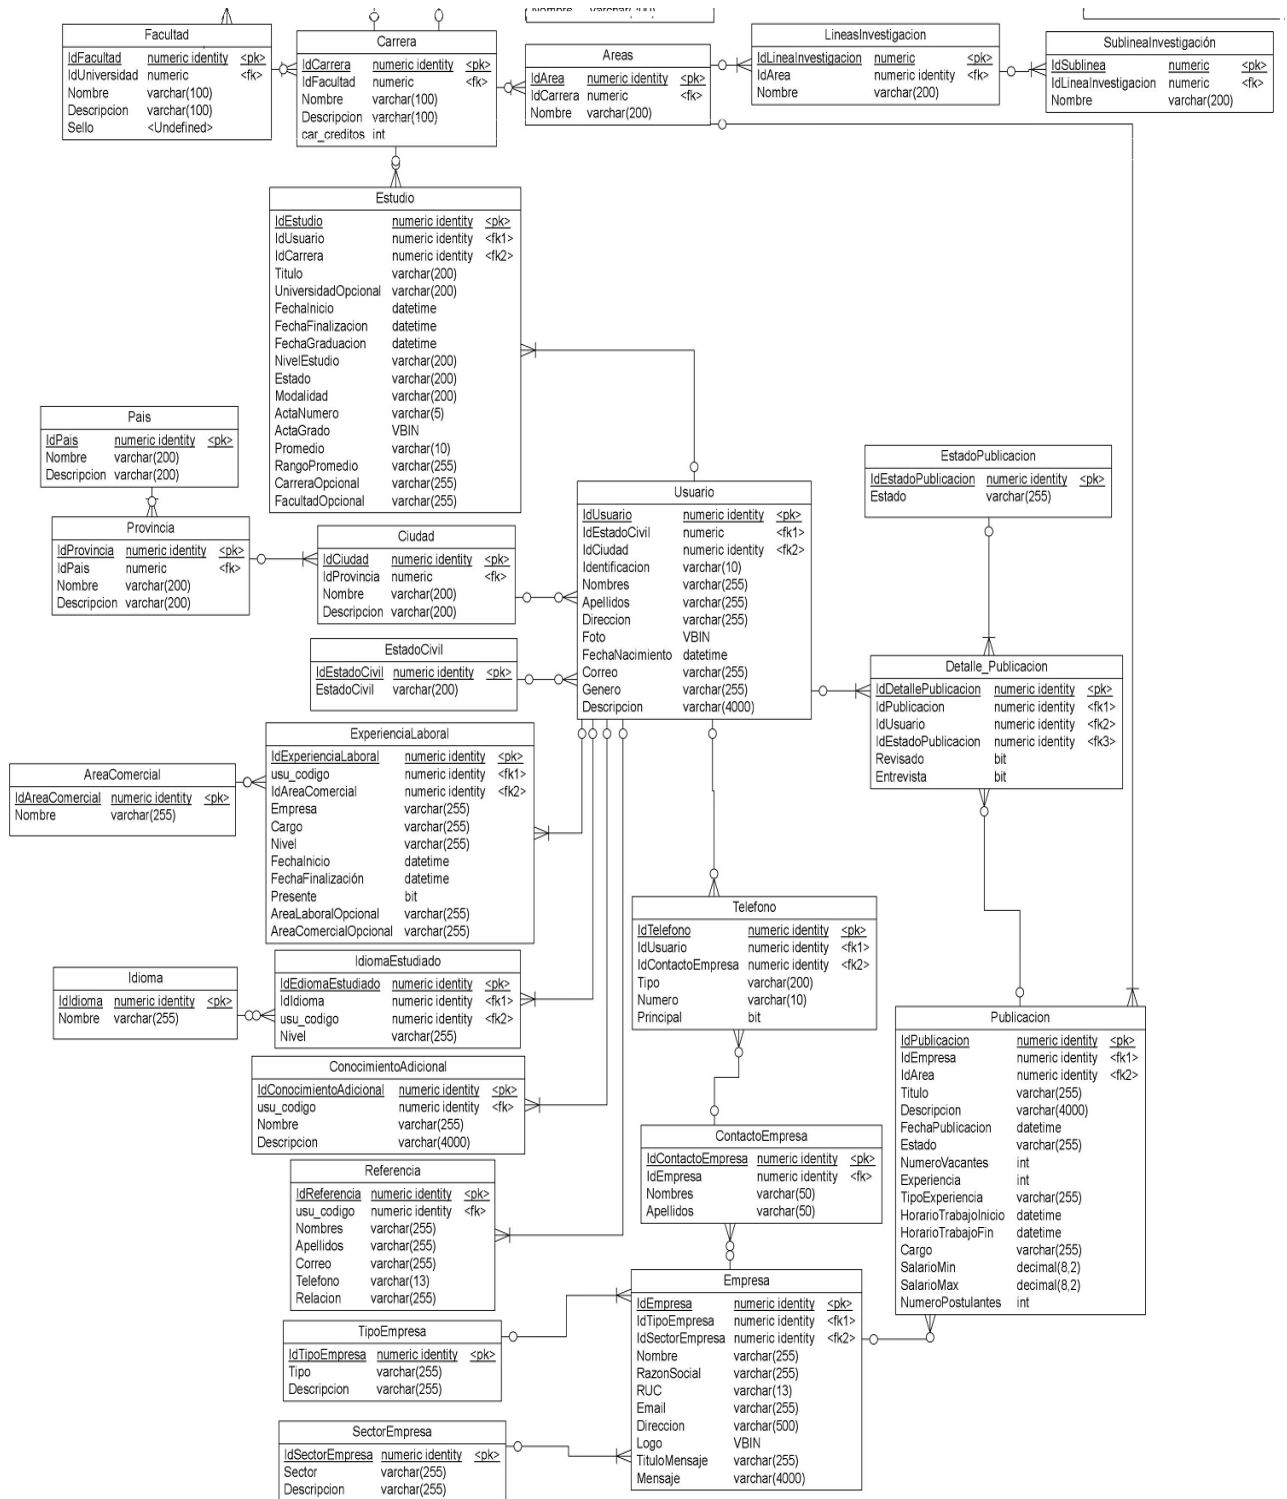 Nombre varchar(100)
Facultad
IdFacultad numeric identity <pk>
IdUniversidad numeric <fk>
Nombre varchar(100)
Descripcion varchar(100)
Sello <Undefined>
Carrera
IdCarrera numeric identity <pk>
IdFacultad numeric <fk>
Nombre varchar(100)
Descripcion varchar(100)
car_creditos int
Areas
IdArea numeric identity <pk>
IdCarrera numeric <fk>
Nombre varchar(200)
LineasInvestigacion
IdLineaInvestigacion numeric <pk>
IdArea numeric identity <fk>
Nombre varchar(200)
SublineaInvestigación
IdSublinea numeric <pk>
IdLineaInvestigacion numeric <fk>
Nombre varchar(200)
Estudio
IdEstudio numeric identity <pk>
IdUsuario numeric identity <fk1>
IdCarrera numeric identity <fk2>
Titulo varchar(200)
UniversidadOpcional varchar(200)
FechaInicio datetime
FechaFinalizacion datetime
FechaGraduacion datetime
NivelEstudio varchar(200)
Estado varchar(200)
Modalidad varchar(200)
ActaNumero varchar(5)
ActaGrado VBIN
Promedio varchar(10)
RangoPromedio varchar(255)
CarreraOpcional varchar(255)
FacultadOpcional varchar(255)
Pais
IdPais numeric identity <pk>
Nombre varchar(200)
Descripcion varchar(200)
Provincia
IdProvincia numeric identity <pk>
IdPais numeric <fk>
Nombre varchar(200)
Descripcion varchar(200)
Ciudad
IdCiudad numeric identity <pk>
IdProvincia numeric <fk>
Nombre varchar(200)
Descripcion varchar(200)
EstadoCivil
IdEstadoCivil numeric identity <pk>
EstadoCivil varchar(200)
Usuario
IdUsuario numeric identity <pk>
IdEstadoCivil numeric <fk1>
IdCiudad numeric identity <fk2>
Identificacion varchar(10)
Nombres varchar(255)
Apellidos varchar(255)
Direccion varchar(255)
Foto VBIN
FechaNacimiento datetime
Correo varchar(255)
Genero varchar(255)
Descripcion varchar(4000)
EstadoPublicacion
IdEstadoPublicacion numeric identity <pk>
Estado varchar(255)
Detalle_Publicacion
IdDetallePublicacion numeric identity <pk>
IdPublicacion numeric identity <fk1>
IdUsuario numeric identity <fk2>
IdEstadoPublicacion numeric identity <fk3>
Revisado bit
Entrevista bit
AreaComercial
IdAreaComercial numeric identity <pk>
Nombre varchar(255)
ExperienciaLaboral
IdExperienciaLaboral numeric identity <pk>
usu_codigo numeric identity <fk1>
IdAreaComercial numeric identity <fk2>
Empresa varchar(255)
Cargo varchar(255)
Nivel varchar(255)
FechaInicio datetime
FechaFinalización datetime
Presente bit
AreaLaboralOpcional varchar(255)
AreaComercialOpcional varchar(255)
Idioma
IdIdioma numeric identity <pk>
Nombre varchar(255)
IdiomaEstudiado
IdEdiomaEstudiado numeric identity <pk>
IdIdioma numeric identity <fk1>
usu_codigo numeric identity <fk2>
Nivel varchar(255)
ConocimientoAdicional
IdConocimientoAdicional numeric identity <pk>
usu_codigo numeric identity <fk>
Nombre varchar(255)
Descripcion varchar(4000)
Referencia
IdReferencia numeric identity <pk>
usu_codigo numeric identity <fk>
Nombres varchar(255)
Apellidos varchar(255)
Correo varchar(255)
Telefono varchar(13)
Relacion varchar(255)
Telefono
IdTelefono numeric identity <pk>
IdUsuario numeric identity <fk1>
IdContactoEmpresa numeric identity <fk2>
Tipo varchar(200)
Numero varchar(10)
Principal bit
ContactoEmpresa
IdContactoEmpresa numeric identity <pk>
IdEmpresa numeric identity <fk>
Nombres varchar(50)
Apellidos varchar(50)
Publicacion
IdPublicacion numeric identity <pk>
IdEmpresa numeric identity <fk1>
IdArea numeric identity <fk2>
Titulo varchar(255)
Descripcion varchar(4000)
FechaPublicacion datetime
Estado varchar(255)
NumeroVacantes int
Experiencia int
TipoExperiencia varchar(255)
HorarioTrabajoInicio datetime
HorarioTrabajoFin datetime
Cargo varchar(255)
SalarioMin decimal(8,2)
SalarioMax decimal(8,2)
NumeroPostulantes int
TipoEmpresa
IdTipoEmpresa numeric identity <pk>
Tipo varchar(255)
Descripcion varchar(255)
SectorEmpresa
IdSectorEmpresa numeric identity <pk>
Sector varchar(255)
Descripcion varchar(255)
Empresa
IdEmpresa numeric identity <pk>
IdTipoEmpresa numeric identity <fk1>
IdSectorEmpresa numeric identity <fk2>
Nombre varchar(255)
RazonSocial varchar(255)
RUC varchar(13)
Email varchar(255)
Direccion varchar(500)
Logo VBIN
TituloMensaje varchar(255)
Mensaje varchar(4000)